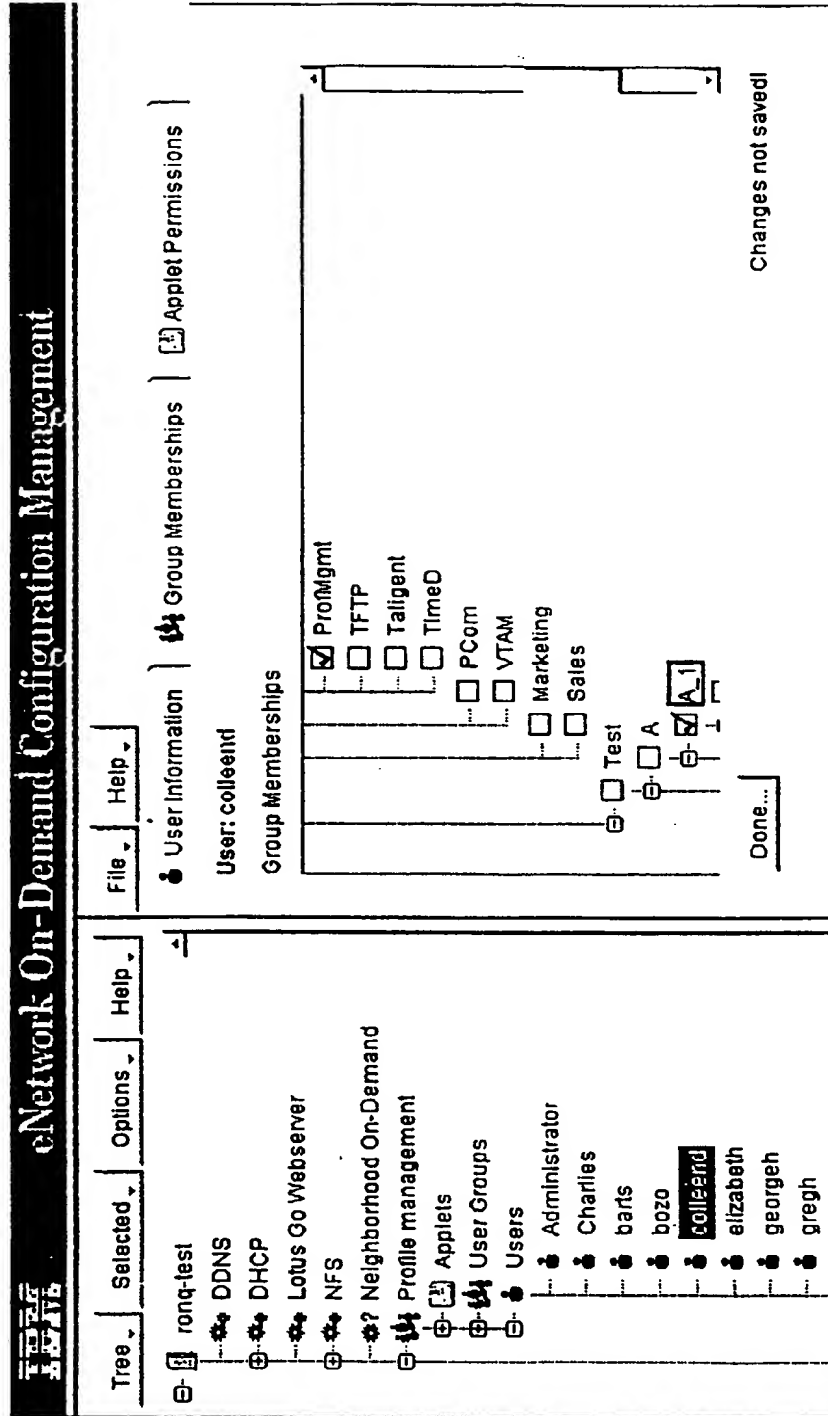 IBM eNetwork On-Demand Configuration Management
Tree Selected Options Help
ronq-test
DDNS
DHCP
Lotus Go Webserver
NFS
Neighborhood On-Demand
Profile management
Applets
User Groups
Users
Administrator
Charlies
barts
bozo
colleend
elizabeth
georgeh
gregh
File Help
User Information Group Memberships Applet Permissions
User: colleend
Group Memberships
ProfMgmt
TFTP
Taligent
TimeD
PCom
VTAM
Marketing
Sales
Test
A
A_1
Done...
Changes not saved!